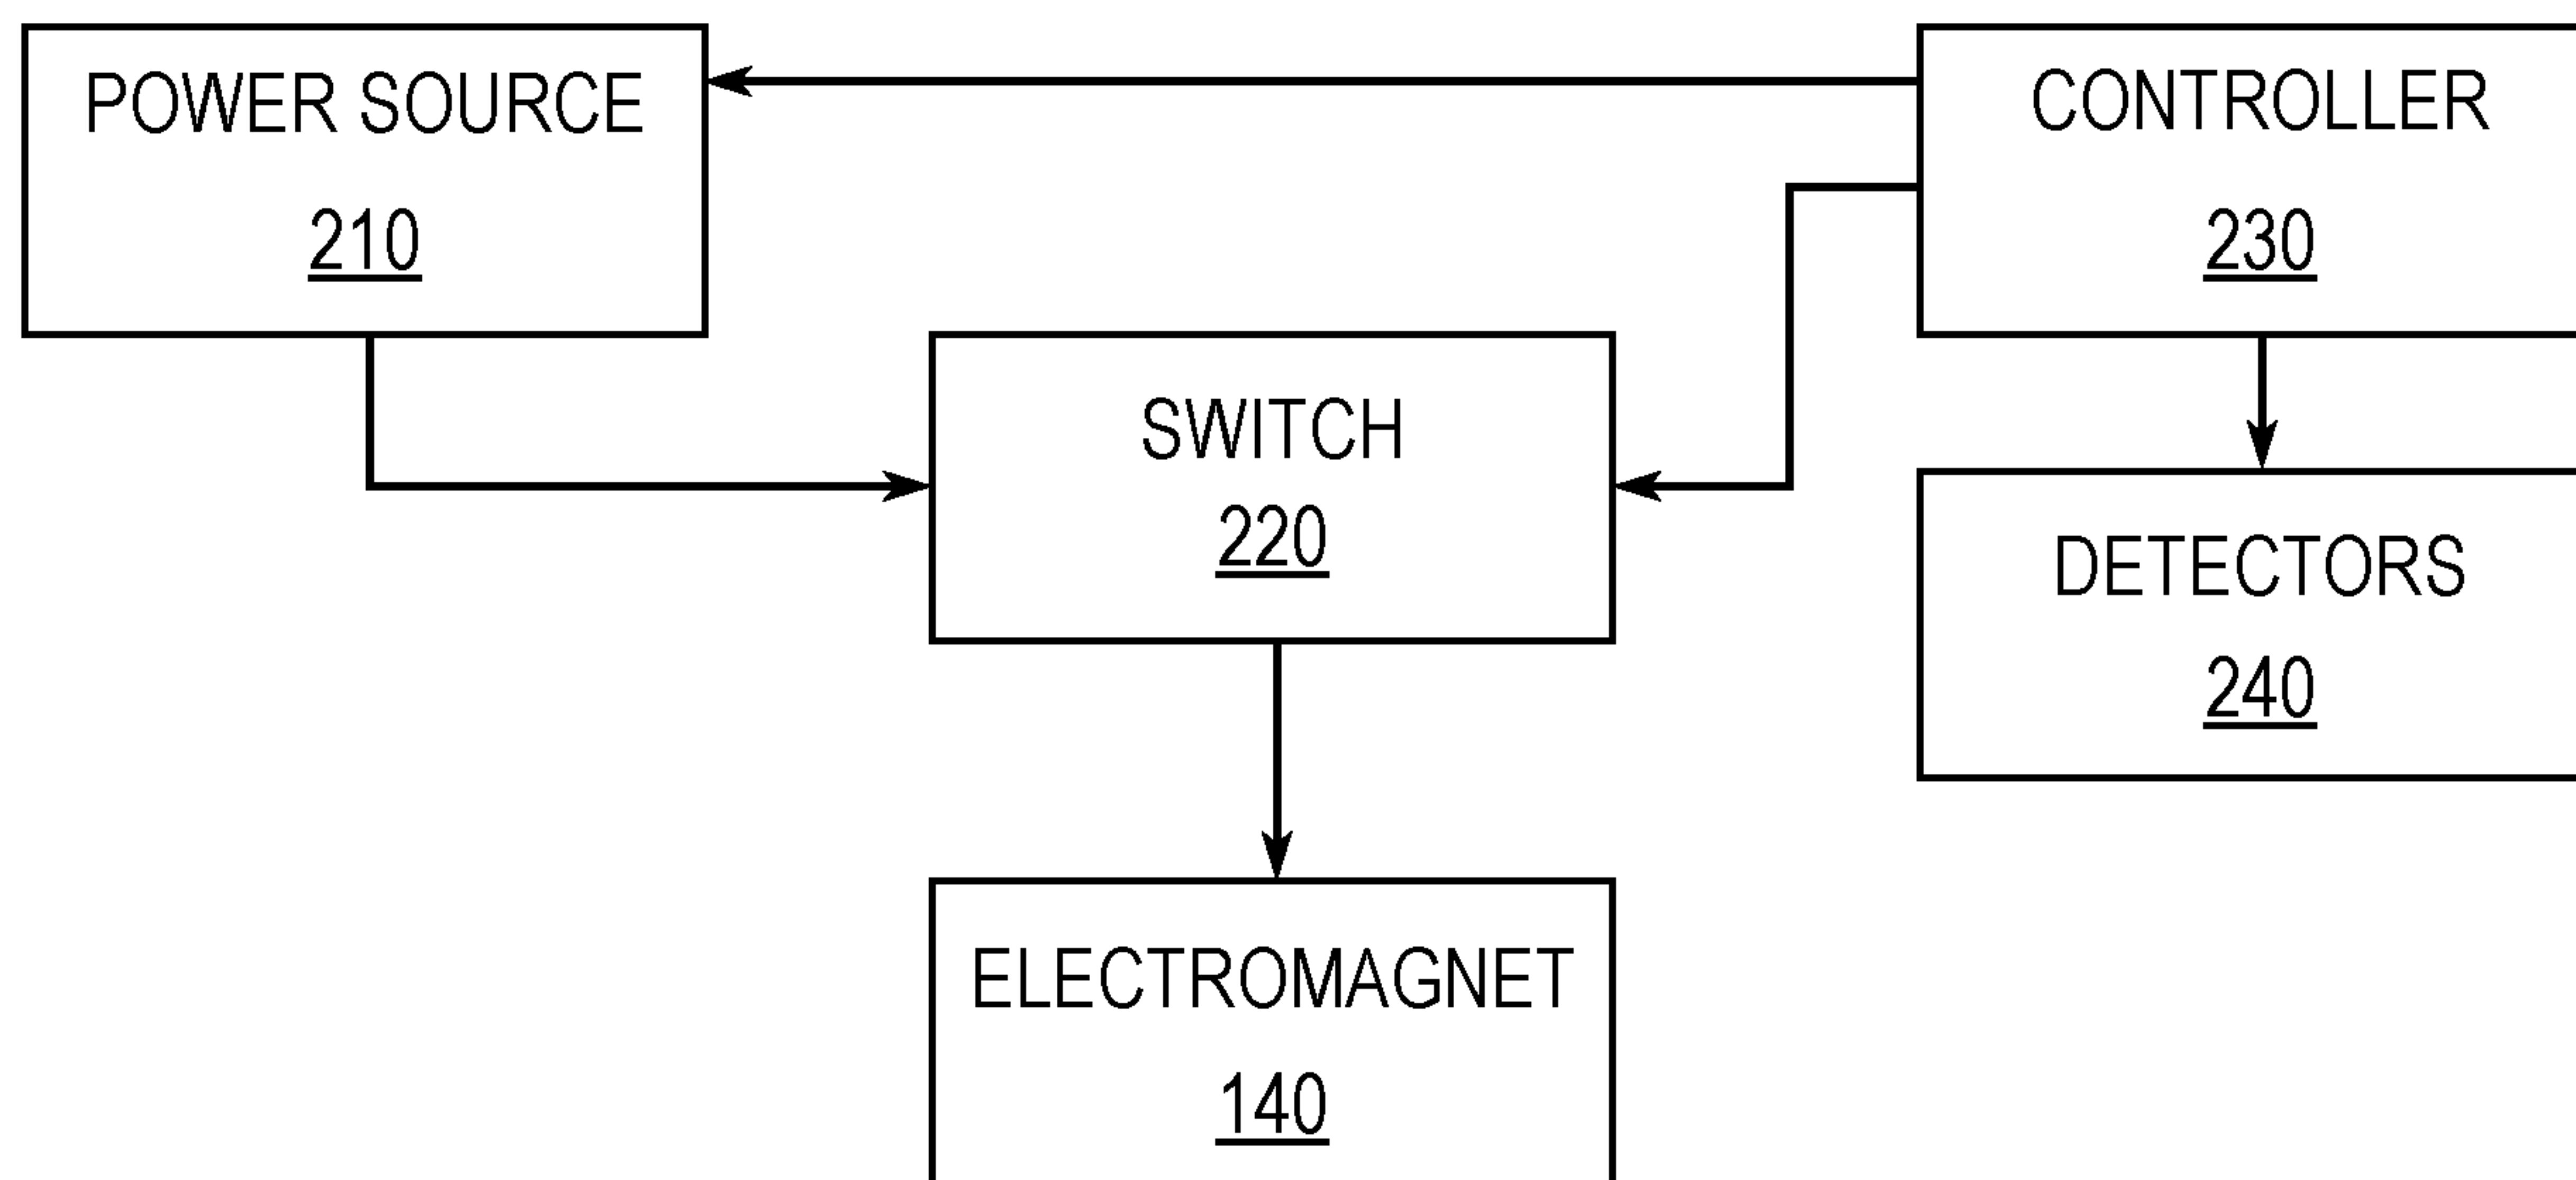 POWER SOURCE
210
CONTROLLER
230
SWITCH
220
DETECTORS
240
ELECTROMAGNET
140